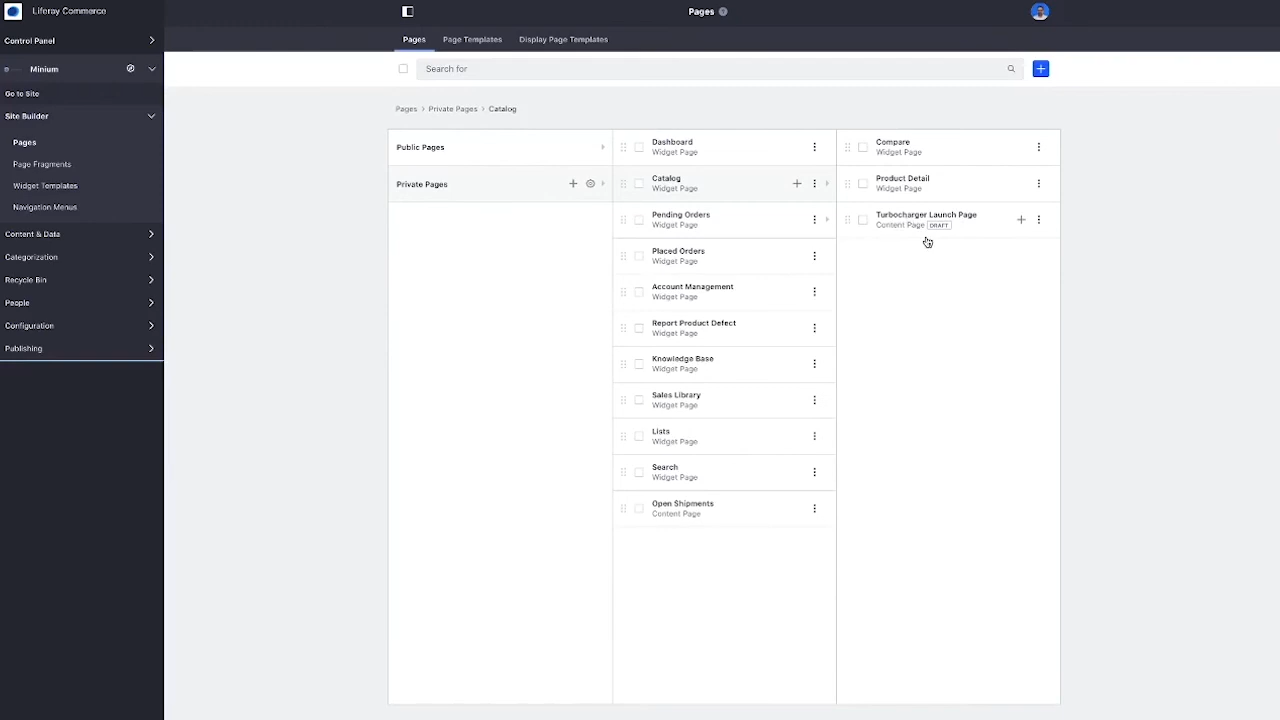 Liferay Commerce
Pages
Control Panel
Pages
Page Templates
Display Page Templates
Minium
Search for
Go to Site
Site Builder
Pages
Page Fragments
Widget Templates
Navigation Menus
Content & Data
Categorization
Recycle Bin
People
Configuration
Publishing
Pages > Private Pages > Catalog
Public Pages
Private Pages
Dashboard
Widget Page
Catalog
Widget Page
Pending Orders
Widget Page
Placed Orders
Widget Page
Account Management
Widget Page
Report Product Defect
Widget Page
Knowledge Base
Widget Page
Sales Library
Widget Page
Lists
Widget Page
Search
Widget Page
Open Shipments
Content Page
Compare
Widget Page
Product Detail
Widget Page
Turbocharger Launch Page
Content Page DRAFT